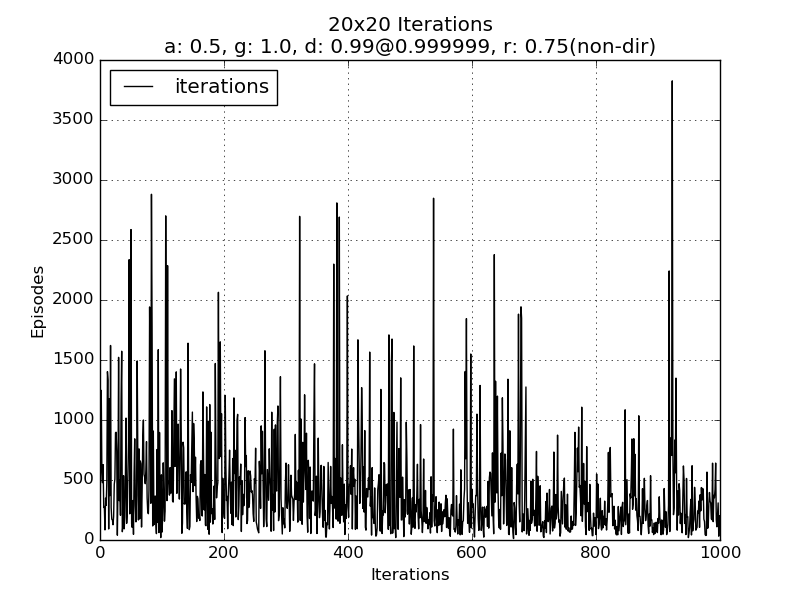 20x20 Iterations
a: 0.5, g: 1.0, d: 0.99@0.999999, r: 0.75(non-dir)
iterations
4000
3500
3000
2500
2000
1500
1000
500
0
Episodes
0 200 400 600 800 1000
Iterations